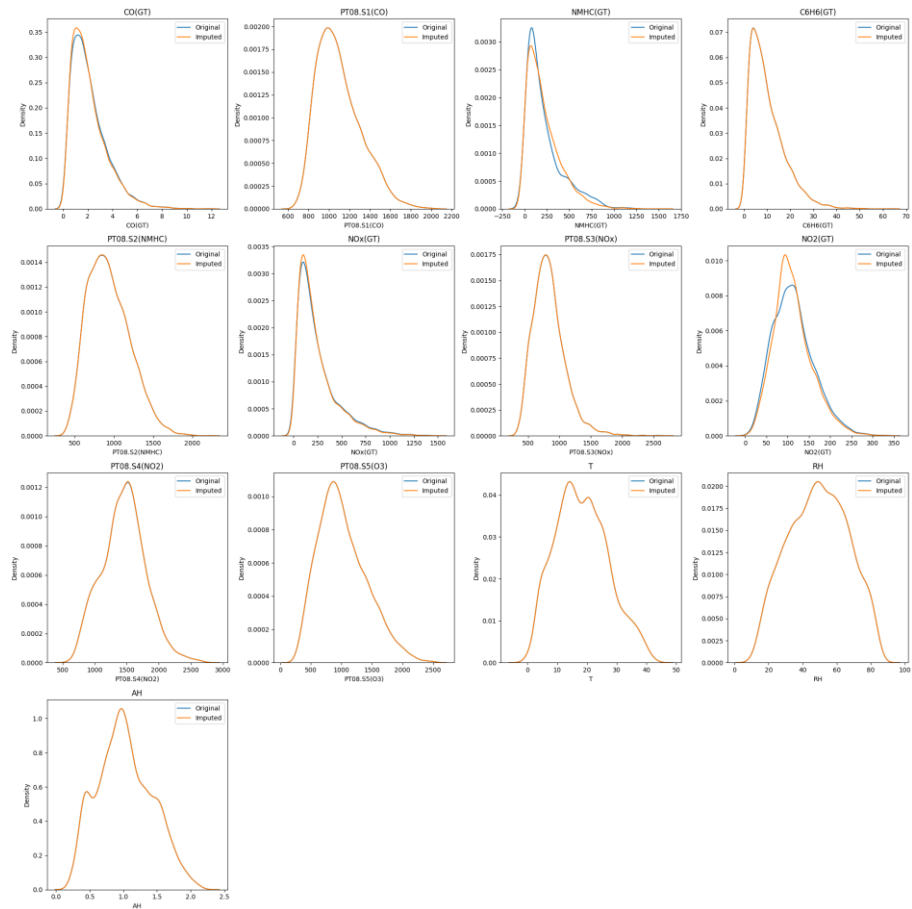 CO(GT)
Original
Imputed
Density
0.35
0.30
0.25
0.20
0.15
0.10
0.05
0.00
0 2 4 6 8 10 12
CO(GT)
PT08.S1(CO)
Original
Imputed
Density
0.00200
0.00175
0.00150
0.00125
0.00100
0.00075
0.00050
0.00025
0.00000
600 800 1000 1200 1400 1600 1800 2000 2200
PT08.S1(CO)
NMHC(GT)
Original
Imputed
Density
0.0030
0.0025
0.0020
0.0015
0.0010
0.0005
0.0000
−250 0 250 500 750 1000 1250 1500 1750
NMHC(GT)
C6H6(GT)
Original
Imputed
Density
0.07
0.06
0.05
0.04
0.03
0.02
0.01
0.00
0 10 20 30 40 50 60 70
C6H6(GT)
PT08.S2(NMHC)
Original
Imputed
Density
0.0014
0.0012
0.0010
0.0008
0.0006
0.0004
0.0002
0.0000
500 1000 1500 2000
PT08.S2(NMHC)
NOx(GT)
Original
Imputed
Density
0.0035
0.0030
0.0025
0.0020
0.0015
0.0010
0.0005
0.0000
0 250 500 750 1000 1250 1500
NOx(GT)
PT08.S3(NOx)
Original
Imputed
Density
0.00175
0.00150
0.00125
0.00100
0.00075
0.00050
0.00025
0.00000
500 1000 1500 2000 2500
PT08.S3(NOx)
NO2(GT)
Original
Imputed
Density
0.010
0.008
0.006
0.004
0.002
0.000
0 50 100 150 200 250 300 350
NO2(GT)
PT08.S4(NO2)
Original
Imputed
Density
0.0012
0.0010
0.0008
0.0006
0.0004
0.0002
0.0000
500 1000 1500 2000 2500 3000
PT08.S4(NO2)
PT08.S5(O3)
Original
Imputed
Density
0.0010
0.0008
0.0006
0.0004
0.0002
0.0000
0 500 1000 1500 2000 2500
PT08.S5(O3)
T
Original
Imputed
Density
0.04
0.03
0.02
0.01
0.00
0 10 20 30 40 50
T
RH
Original
Imputed
Density
0.0200
0.0175
0.0150
0.0125
0.0100
0.0075
0.0050
0.0025
0.0000
0 20 40 60 80 100
RH
AH
Original
Imputed
Density
1.0
0.8
0.6
0.4
0.2
0.0
0.0 0.5 1.0 1.5 2.0 2.5
AH